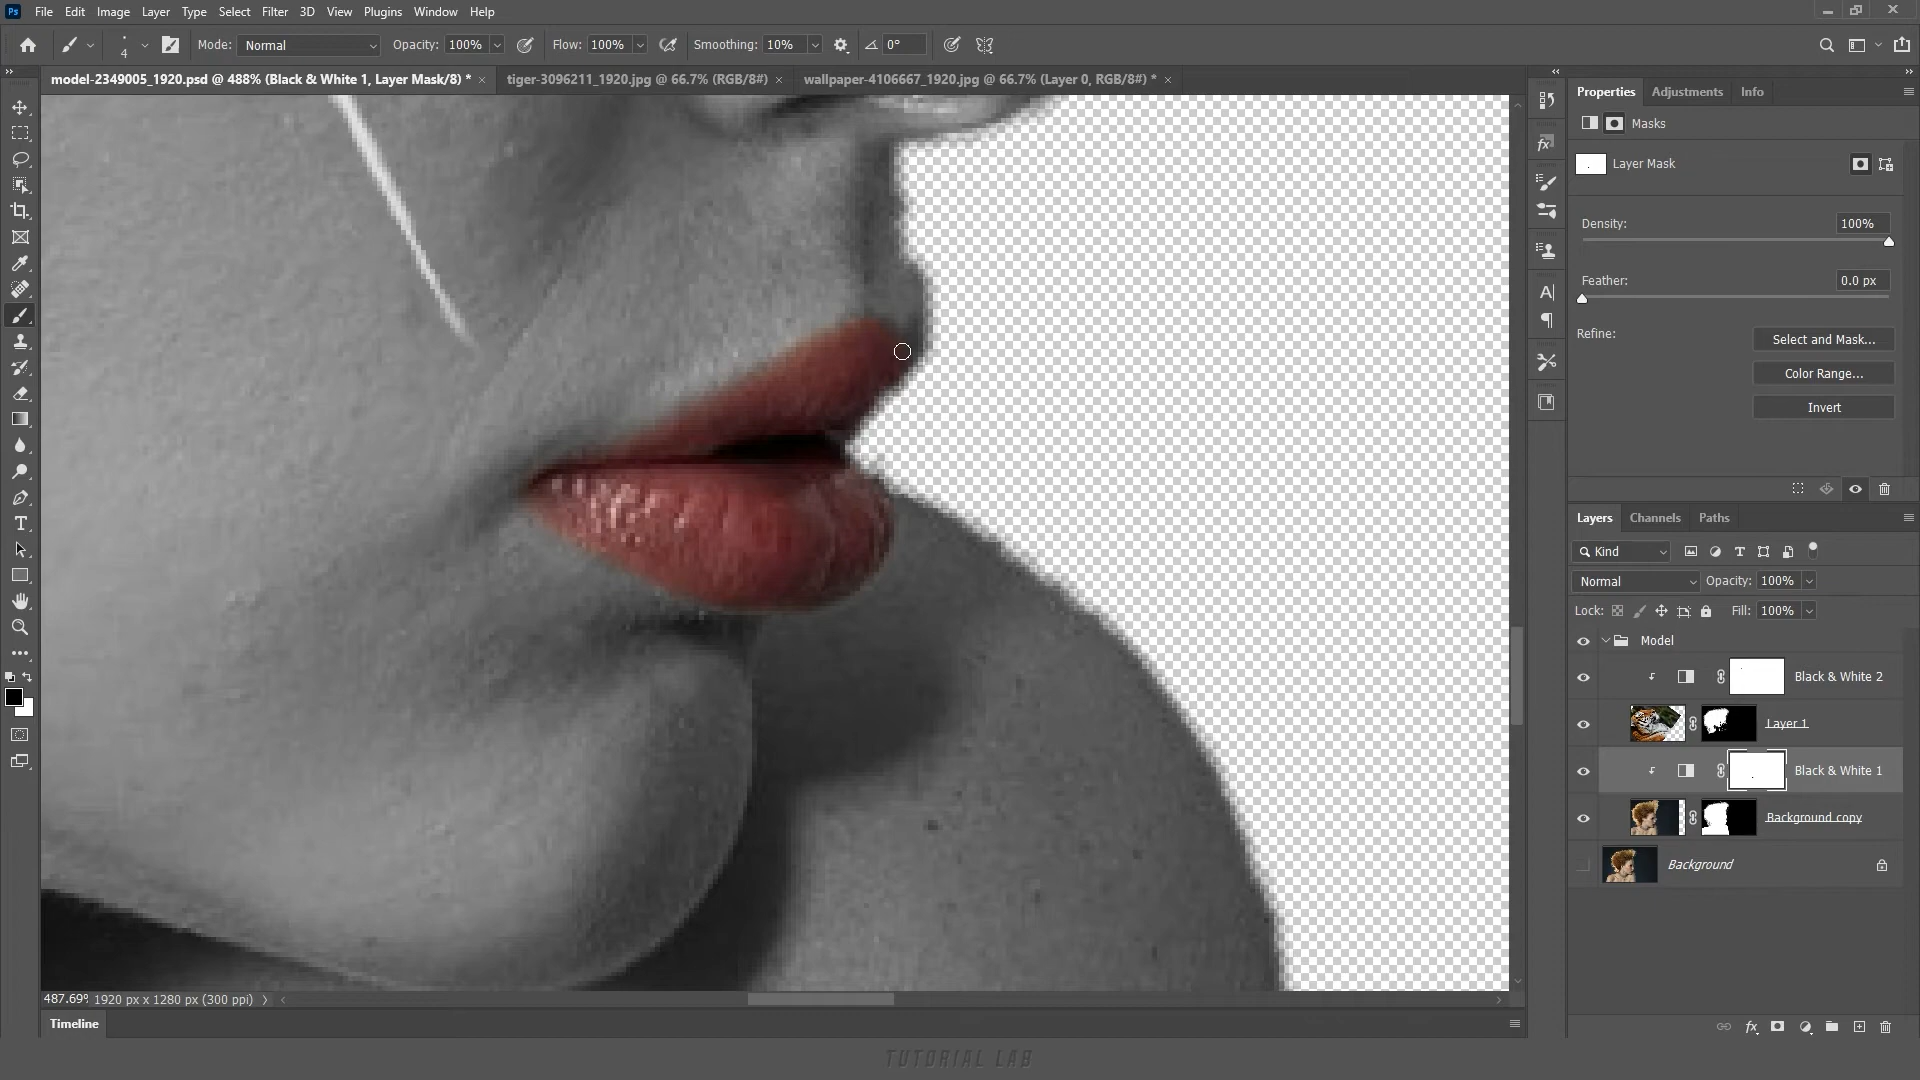 Ps File Edit Image Layer Type Select Filter 3D View Plugins Window Help
4 Mode: Normal Opacity: 100% Flow: 100% Smoothing: 10% 0°
model-2349005_1920.psd @ 488% (Black & White 1, Layer Mask/8) * × tiger-3096211_1920.jpg @ 66.7% (RGB/8#) × wallpaper-4106667_1920.jpg @ 66.7% (Layer 0, RGB/8#) * ×
Properties Adjustments Info
Masks
Layer Mask
Density: 100%
Feather: 0.0 px
Refine: Select and Mask...
Color Range...
Invert
Layers Channels Paths
Kind
Normal Opacity: 100%
Lock: Fill: 100%
Model
Black & White 2
Layer 1
Black & White 1
Background copy
Background
487.69% 1920 px x 1280 px (300 ppi)
Timeline
TUTORIAL LAB